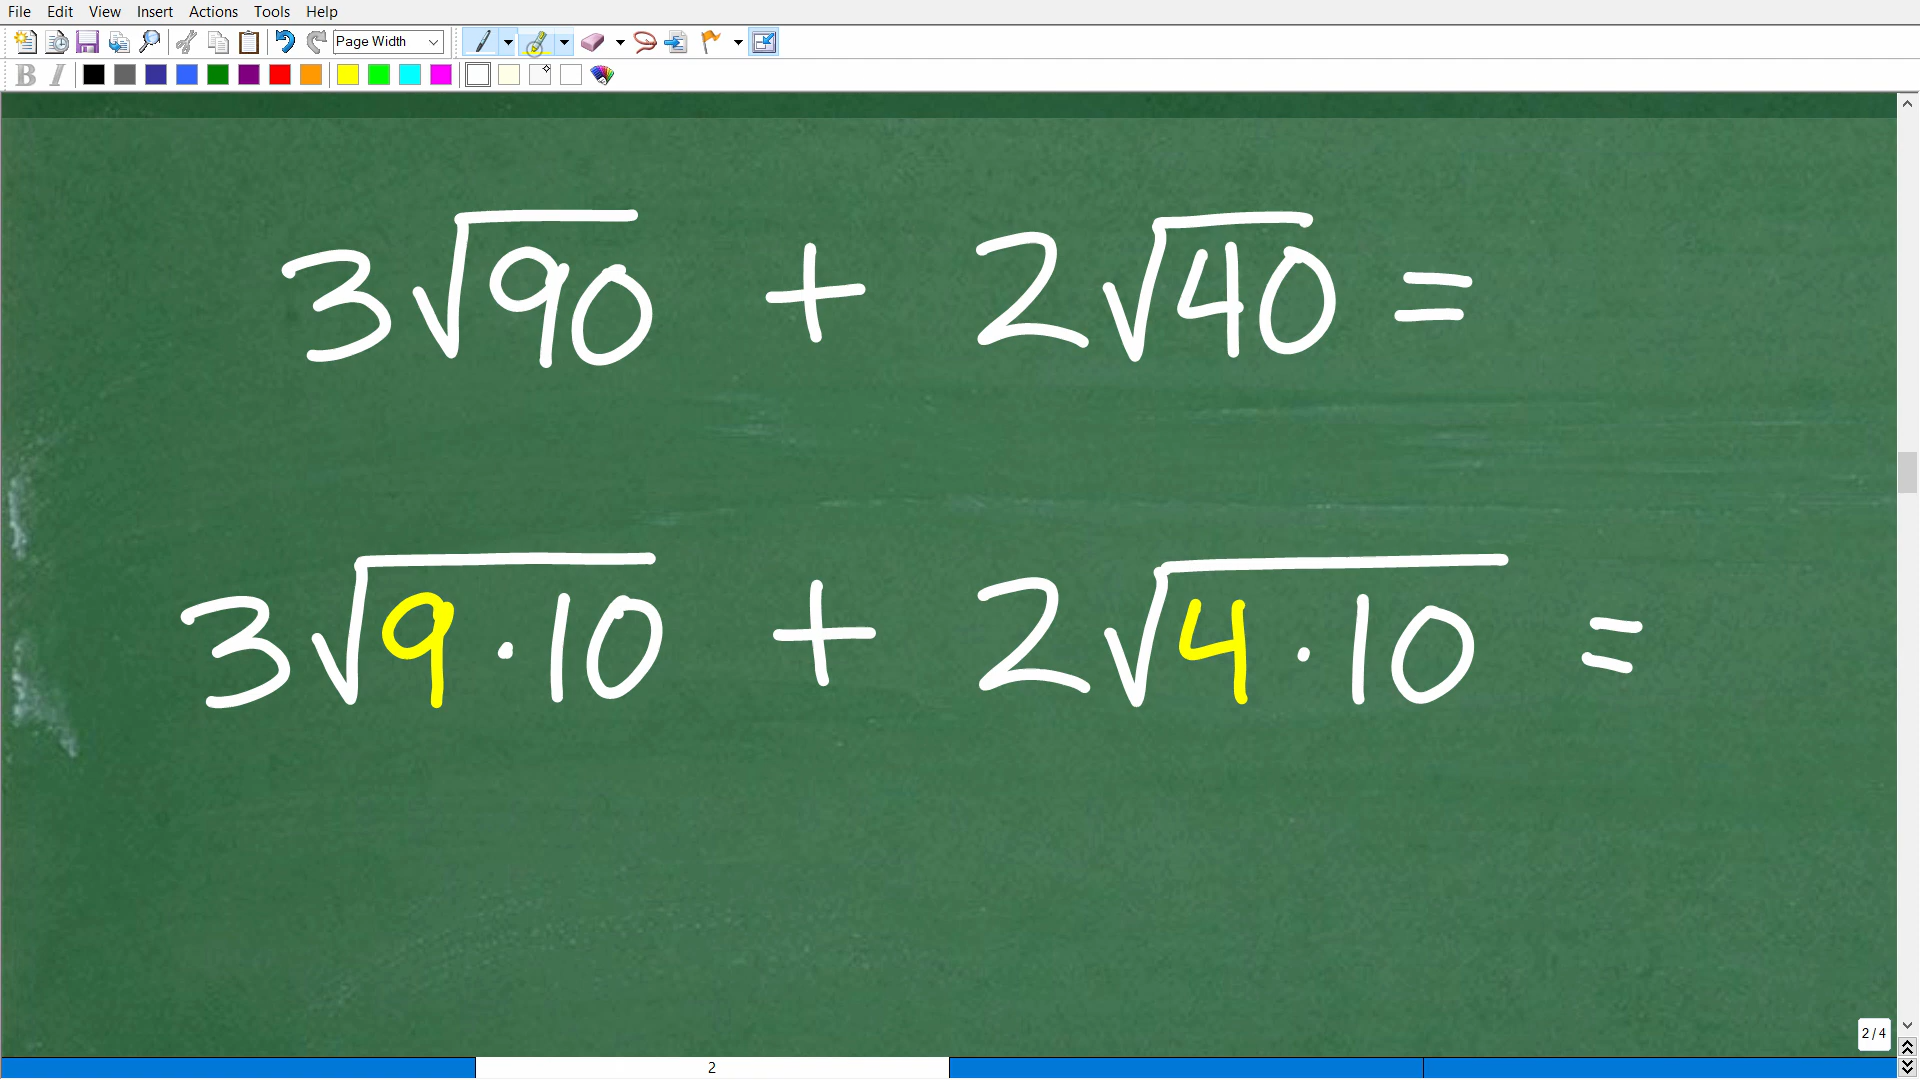 File Edit View Insert Actions Tools Help
Page Width
B I
3√90 + 2√40 =
3√9·10 + 2√4·10 =
2 / 4
2